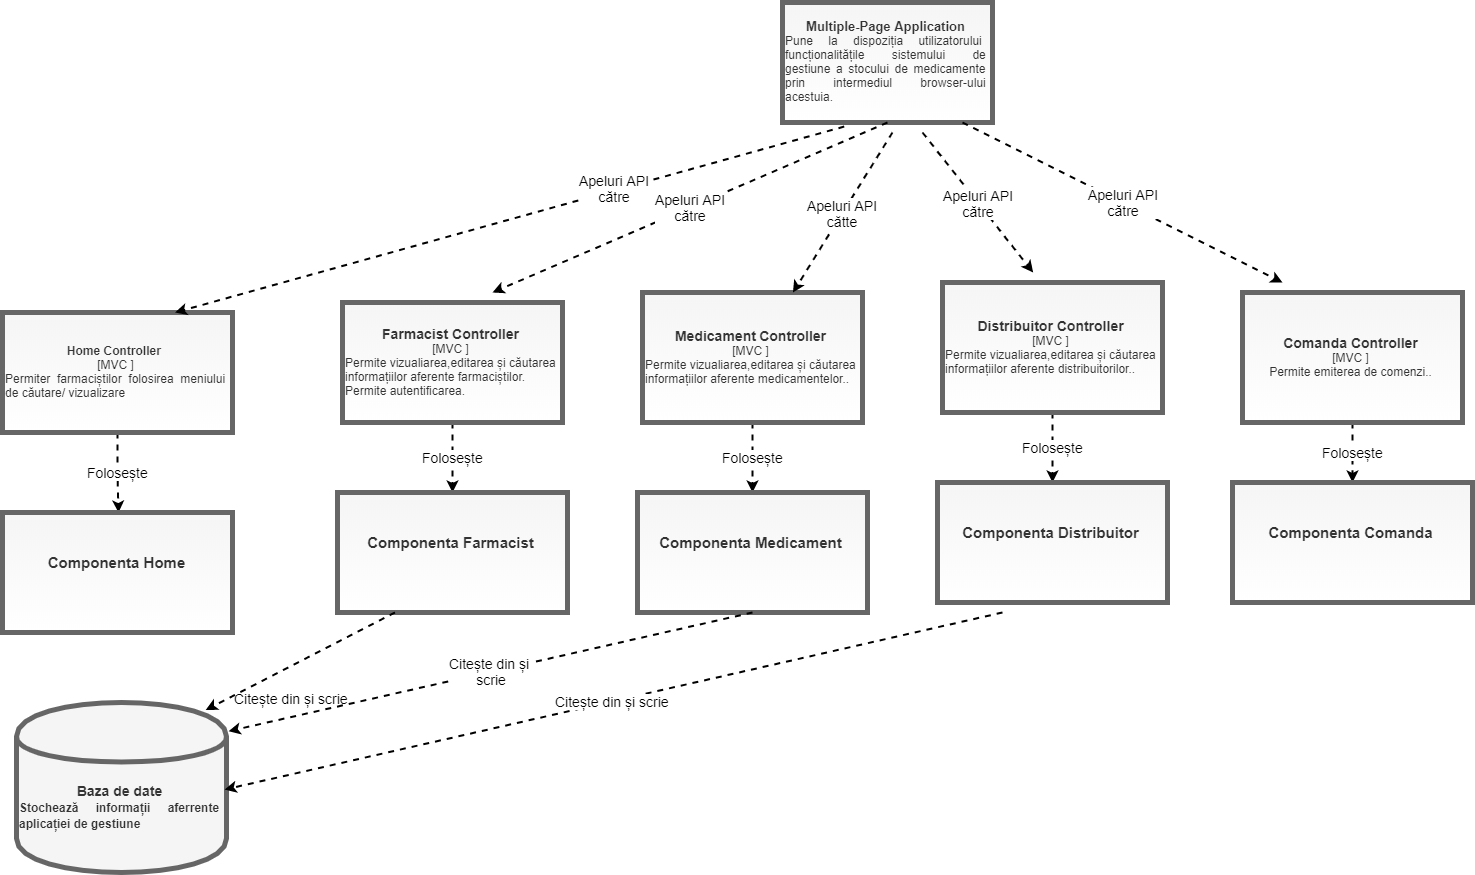 Multiple-Page Application
Pune la dispoziția utilizatorului
funcționalitățile sistemului de
gestiune a stocului de medicamente
prin intermediul browser-ului
acestuia.
Apeluri API
către
Apeluri API
către
Apeluri API
cătte
Apeluri API
către
Apeluri API
către
Home Controller
[MVC ]
Permiter farmaciștilor folosirea meniului
de căutare/ vizualizare
Farmacist Controller
[MVC ]
Permite vizualiarea,editarea și căutarea
informațiilor aferente farmaciștilor.
Permite autentificarea.
Medicament Controller
[MVC ]
Permite vizualiarea,editarea și căutarea
informațiilor aferente medicamentelor..
Distribuitor Controller
[MVC ]
Permite vizualiarea,editarea și căutarea
informațiilor aferente distribuitorilor..
Comanda Controller
[MVC ]
Permite emiterea de comenzi..
Folosește
Folosește
Folosește
Folosește
Folosește
Componenta Home
Componenta Farmacist
Componenta Medicament
Componenta Distribuitor
Componenta Comanda
Citește din și scrie
Citește din și
scrie
Citește din și scrie
Baza de date
Stochează informații aferrente
aplicației de gestiune